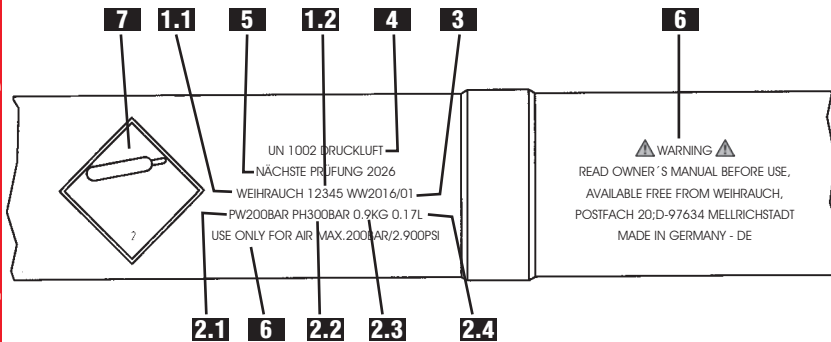 7 5 1.1 1.2 4 3 6
UN 1002 DRUCKLUFT
NÄCHSTE PRÜFUNG 2026
WEIHRAUCH 12345 WW2016/01
PW200BAR PH300BAR 0.9KG 0.17L
USE ONLY FOR AIR MAX.200BAR/2.900PSI
2
WARNING
READ OWNER´S MANUAL BEFORE USE,
AVAILABLE FREE FROM WEIHRAUCH,
POSTFACH 20;D-97634 MELLRICHSTADT
MADE IN GERMANY - DE
2.1 6 2.2 2.3 2.4